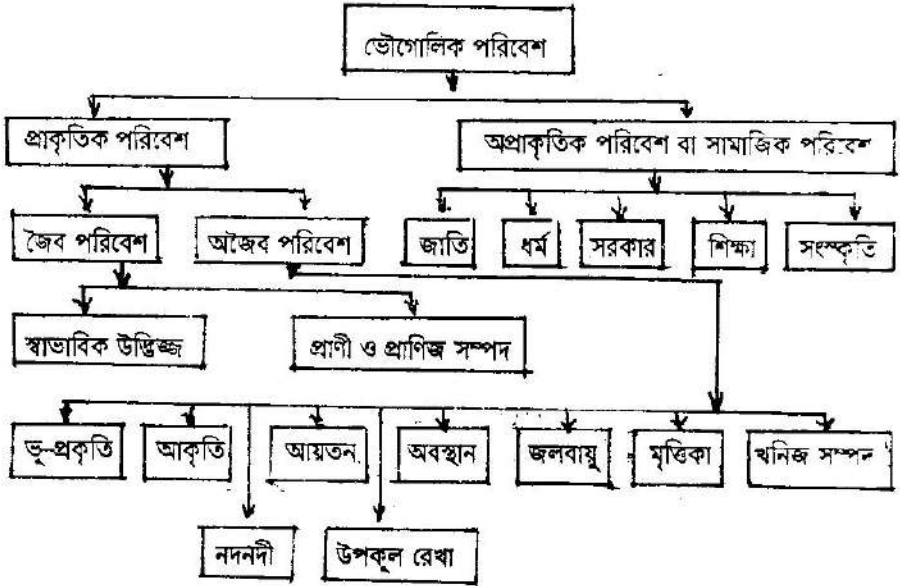 ভৌগোলিক পরিবেশ
প্রাকৃতিক পরিবেশ
অপ্রাকৃতিক পরিবেশ বা সামাজিক পরিবেশ
জৈব পরিবেশ
অজৈব পরিবেশ
জাতি
ধর্ম
সরকার
শিক্ষা
সংস্কৃতি
স্বাভাবিক উদ্ভিজ্জ
প্রাণী ও প্রাণিজ সম্পদ
ভূ-প্রকৃতি
আকৃতি
আয়তন
অবস্থান
জলবায়ু
মৃত্তিকা
খনিজ সম্পদ
নদনদী
উপকূল রেখা